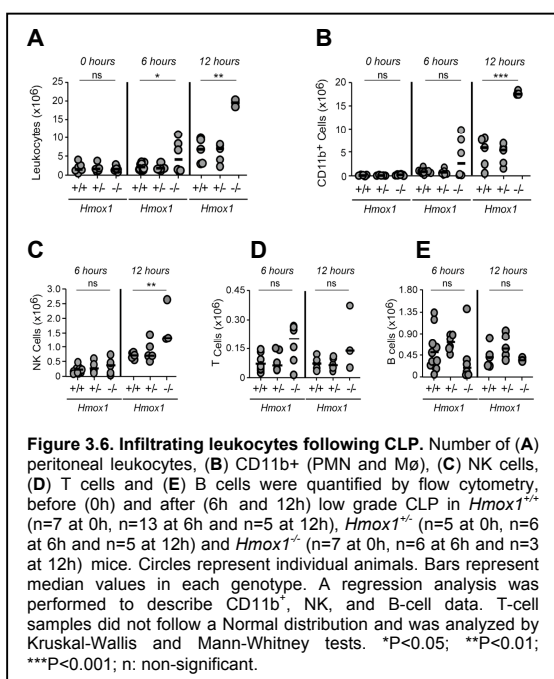 A
B
0 hours 6 hours 12 hours
ns * **
Leukocytes (x10⁶)
25
20
15
10
5
0
+/+ +/- -/- +/+ +/- -/- +/+ +/- -/-
Hmox1 Hmox1 Hmox1
0 hours 6 hours 12 hours
ns ns ***
CD11b⁺ Cells (x10⁶)
20
15
10
5
0
+/+ +/- -/- +/+ +/- -/- +/+ +/- -/-
Hmox1 Hmox1 Hmox1
C
D
E
6 hours 12 hours
ns **
NK Cells (x10⁶)
3.0
2.5
2.0
1.5
1.0
0.5
0
+/+ +/- -/- +/+ +/- -/-
Hmox1 Hmox1
6 hours 12 hours
ns ns
T Cells (x10⁶)
0.45
0.30
0.15
0
+/+ +/- -/- +/+ +/- -/-
Hmox1 Hmox1
6 hours 12 hours
ns ns
B cells (x10⁶)
1.80
1.35
0.90
0.45
0
+/+ +/- -/- +/+ +/- -/-
Hmox1 Hmox1
Figure 3.6. Infiltrating leukocytes following CLP. Number of (A)
peritoneal leukocytes, (B) CD11b+ (PMN and Mø), (C) NK cells,
(D) T cells and (E) B cells were quantified by flow cytometry,
before (0h) and after (6h and 12h) low grade CLP in Hmox1⁺/⁺
(n=7 at 0h, n=13 at 6h and n=5 at 12h), Hmox1⁺/⁻ (n=5 at 0h, n=6
at 6h and n=5 at 12h) and Hmox1⁻/⁻ (n=7 at 0h, n=6 at 6h and n=3
at 12h) mice. Circles represent individual animals. Bars represent
median values in each genotype. A regression analysis was
performed to describe CD11b⁺, NK, and B-cell data. T-cell
samples did not follow a Normal distribution and was analyzed by
Kruskal-Wallis and Mann-Whitney tests. *P<0.05; **P<0.01;
***P<0.001; n: non-significant.